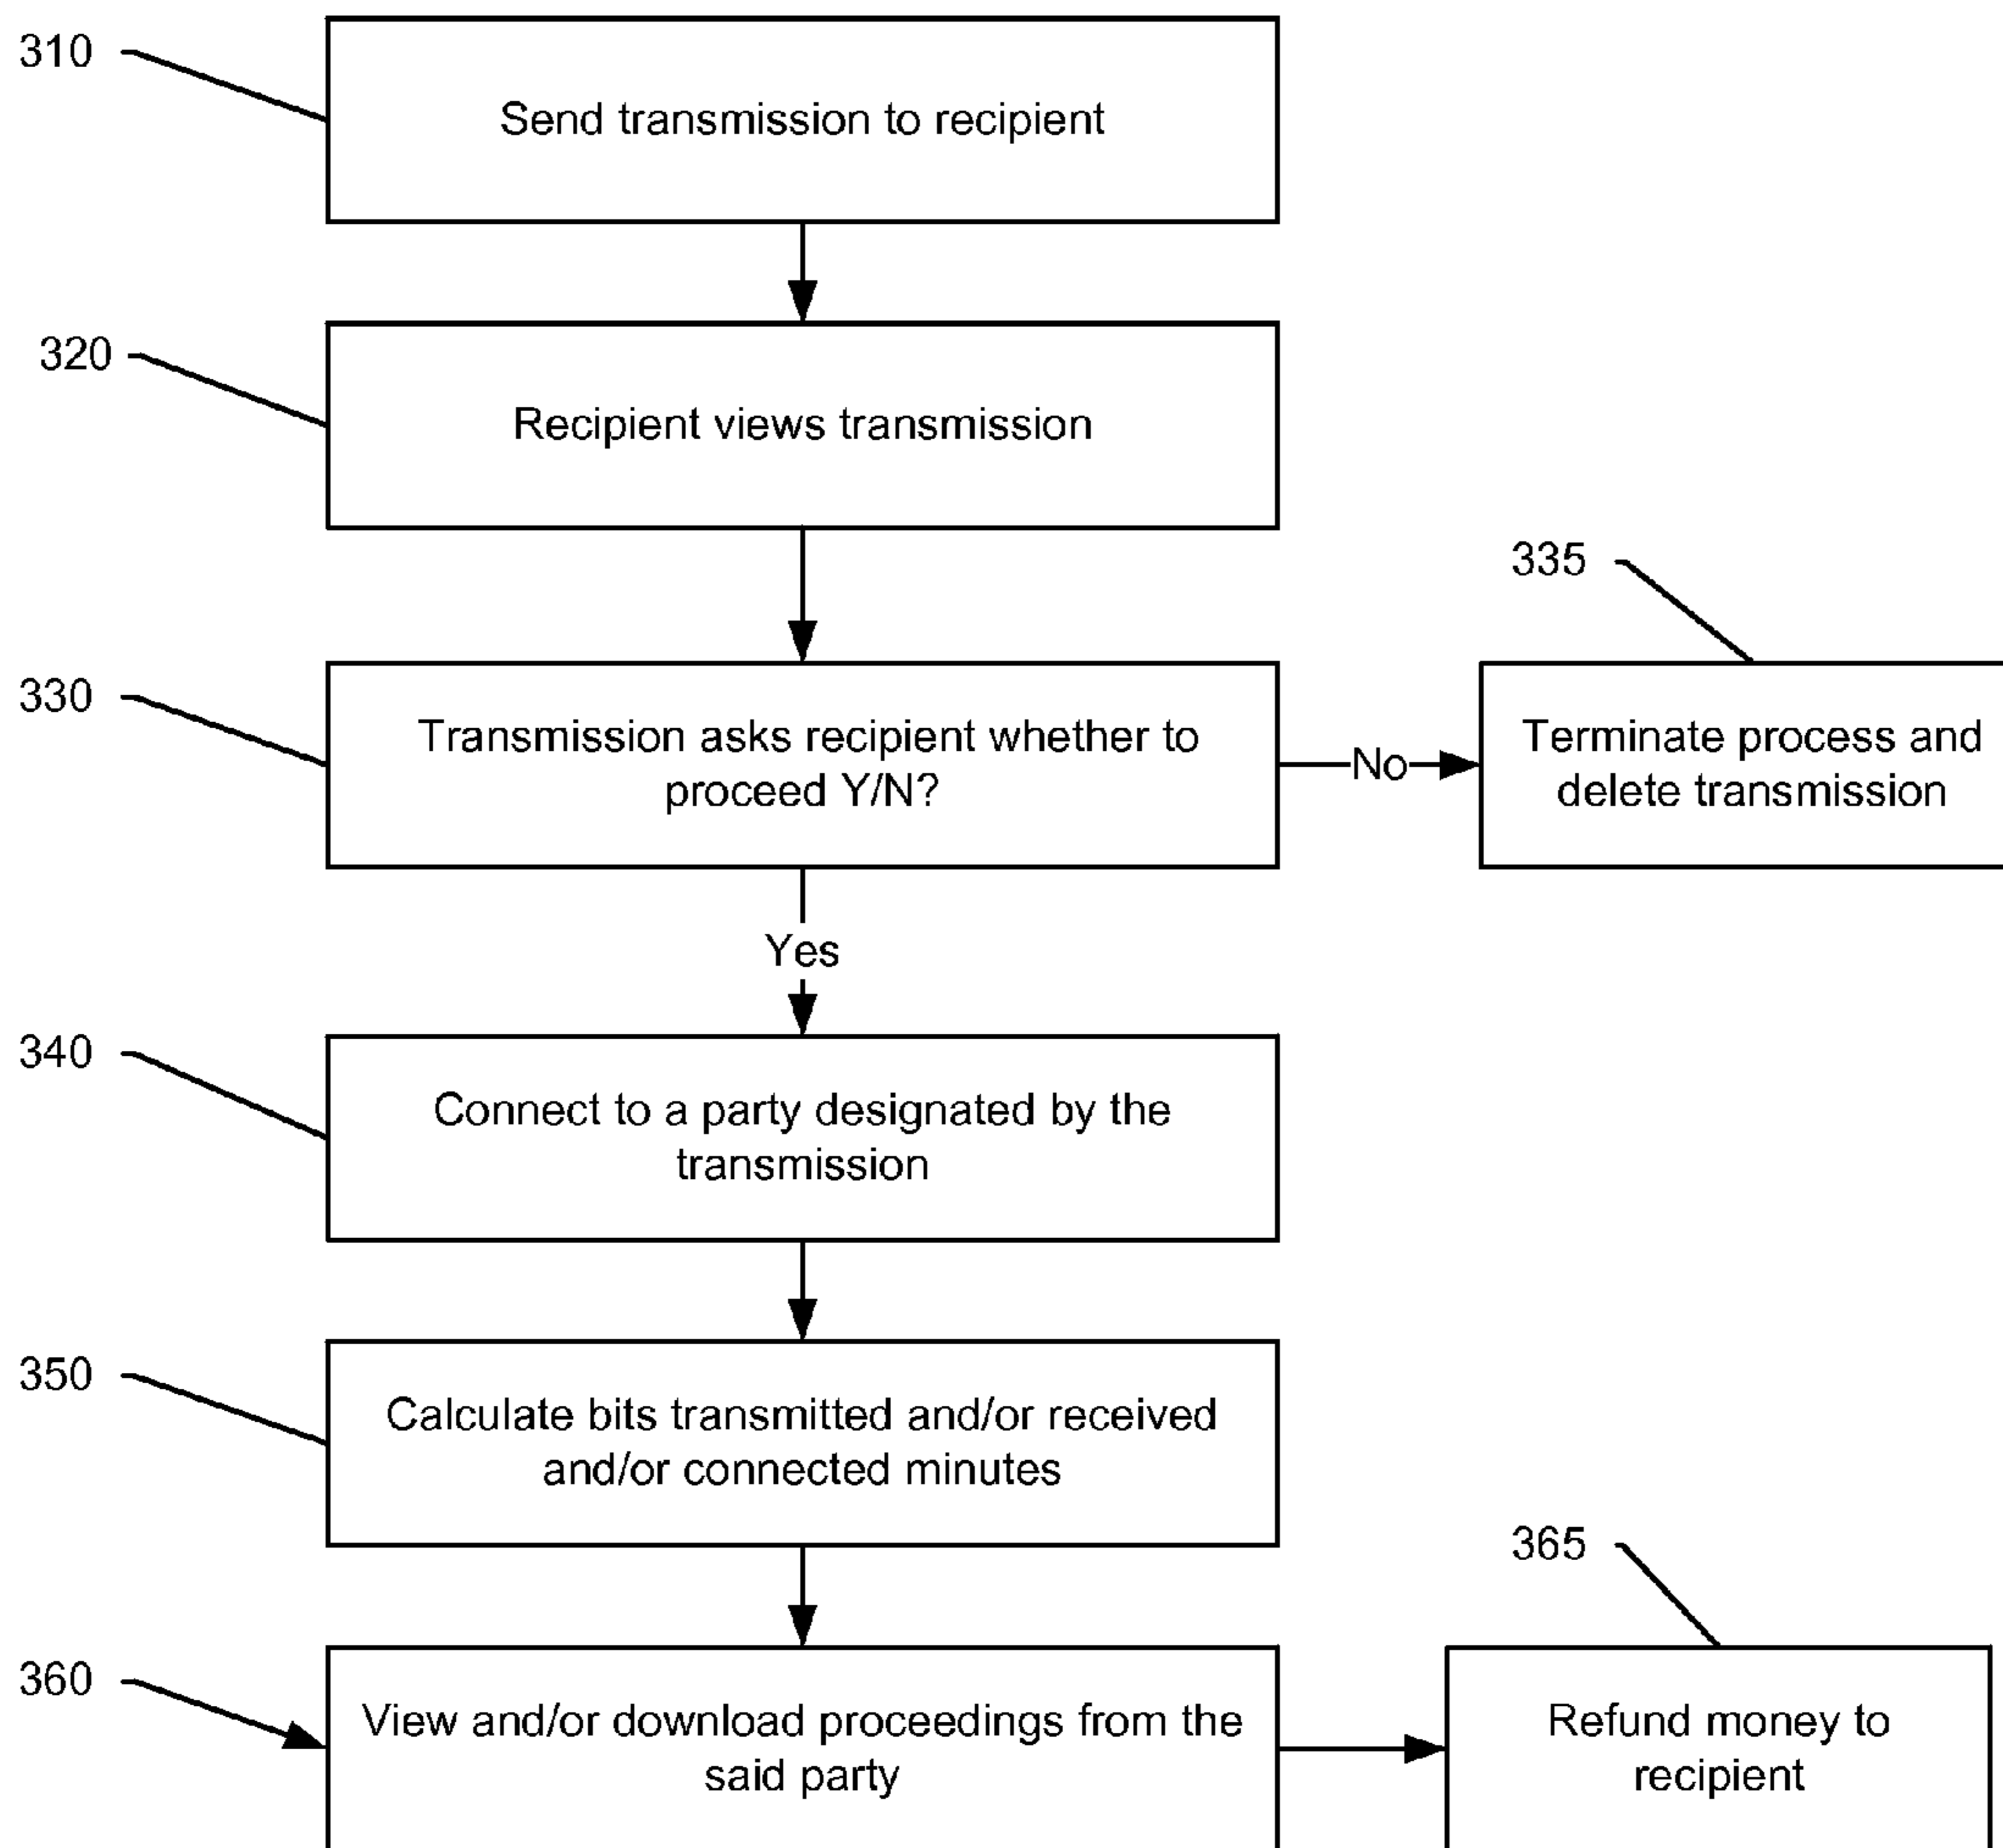 310
Send transmission to recipient
320
Recipient views transmission
330
Transmission asks recipient whether to
proceed Y/N?
No
335
Terminate process and
delete transmission
Yes
340
Connect to a party designated by the
transmission
350
Calculate bits transmitted and/or received
and/or connected minutes
360
View and/or download proceedings from the
said party
365
Refund money to
recipient